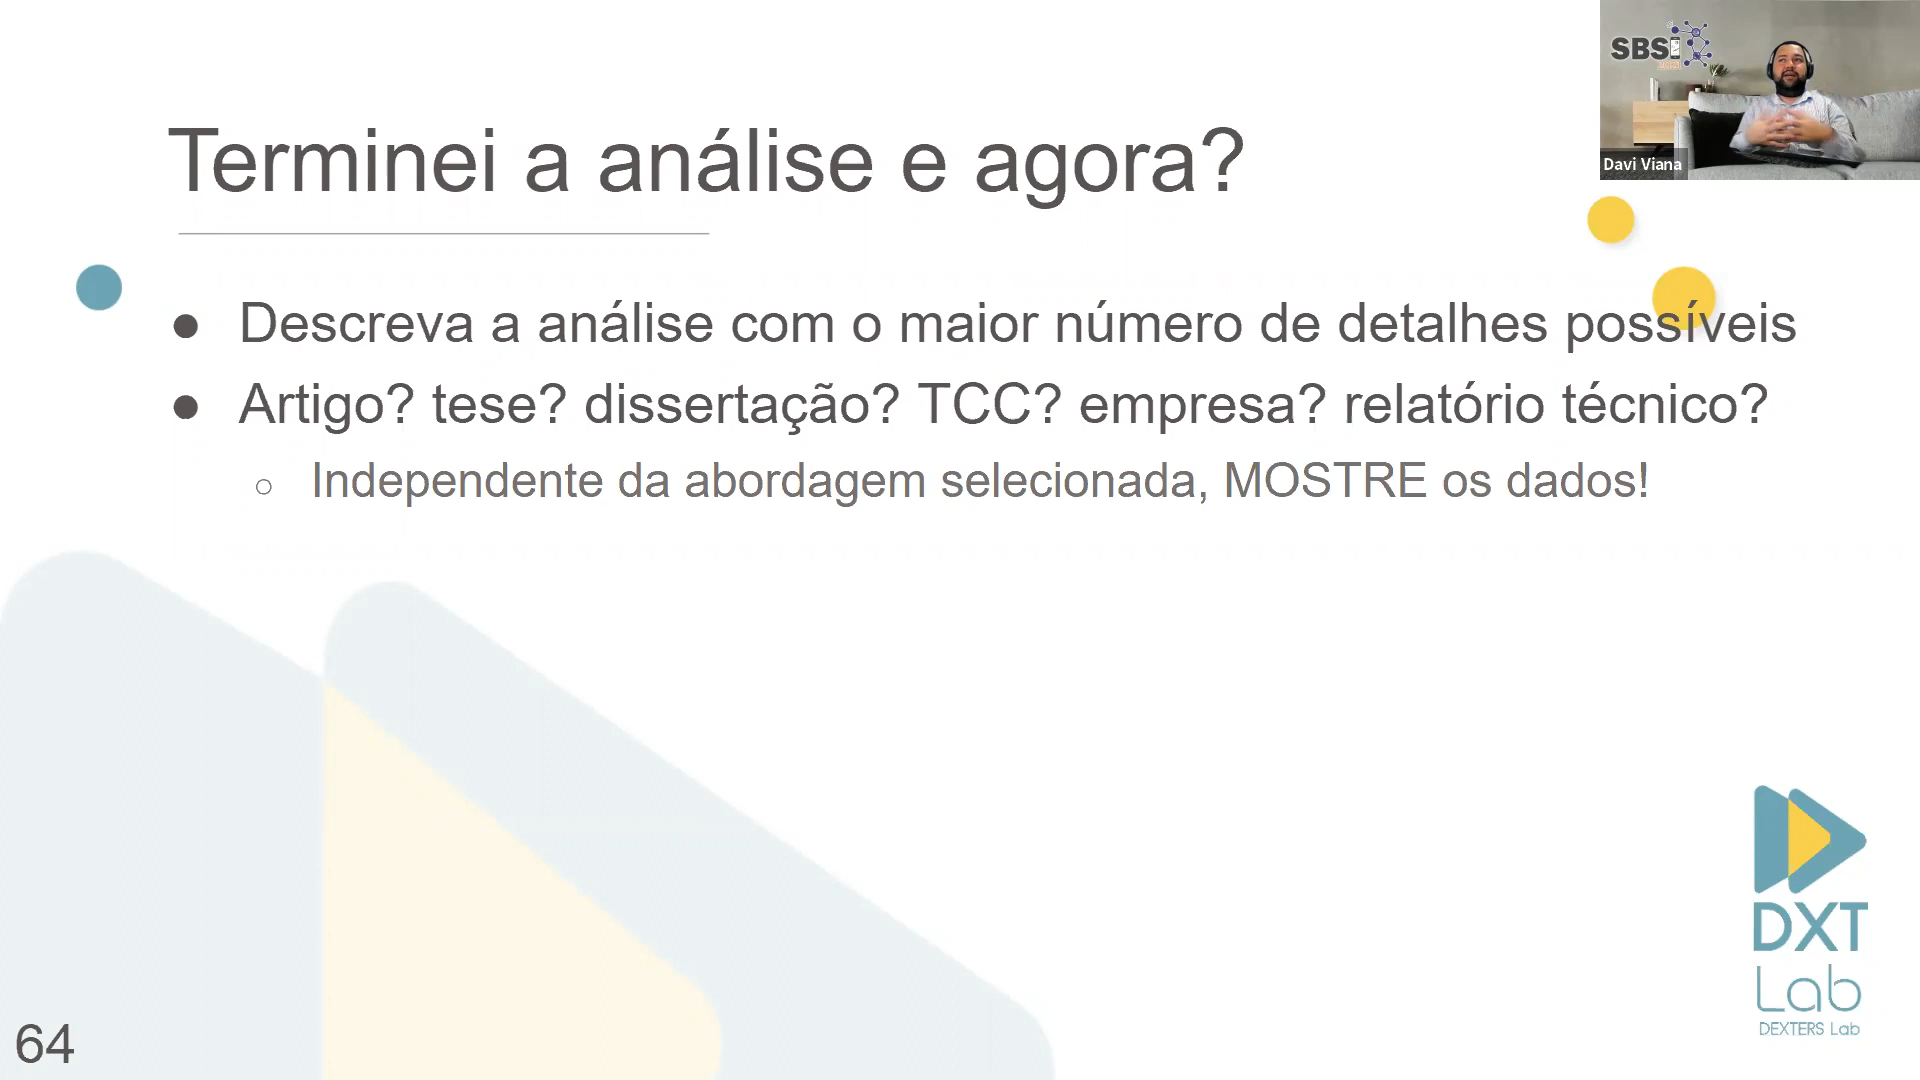 SBSI
Davi Viana
Terminei a análise e agora?
● Descreva a análise com o maior número de detalhes possíveis
● Artigo? tese? dissertação? TCC? empresa? relatório técnico?
○ Independente da abordagem selecionada, MOSTRE os dados!
DXT
Lab
DEXTERS Lab
64